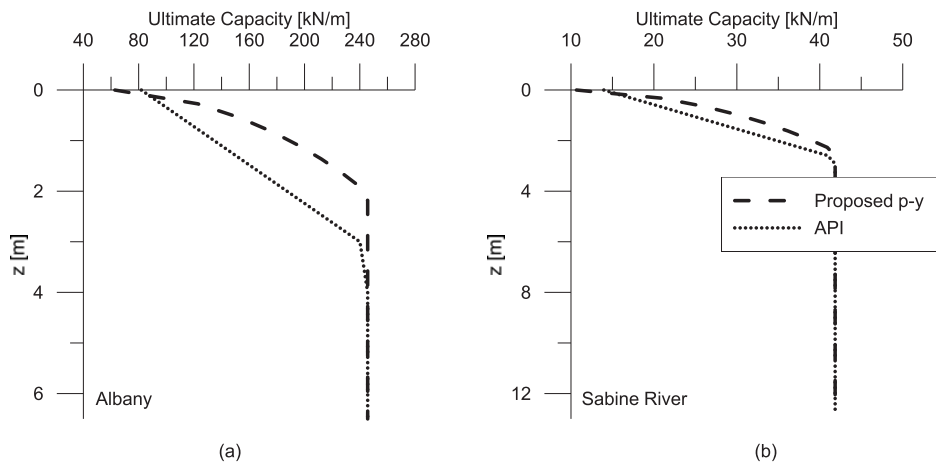 Ultimate Capacity [kN/m]
40 80 120 160 200 240 280
0
2
4
6
z [m]
Albany
(a)
Ultimate Capacity [kN/m]
10 20 30 40 50
0
4
8
12
z [m]
Proposed p-y
API
Sabine River
(b)